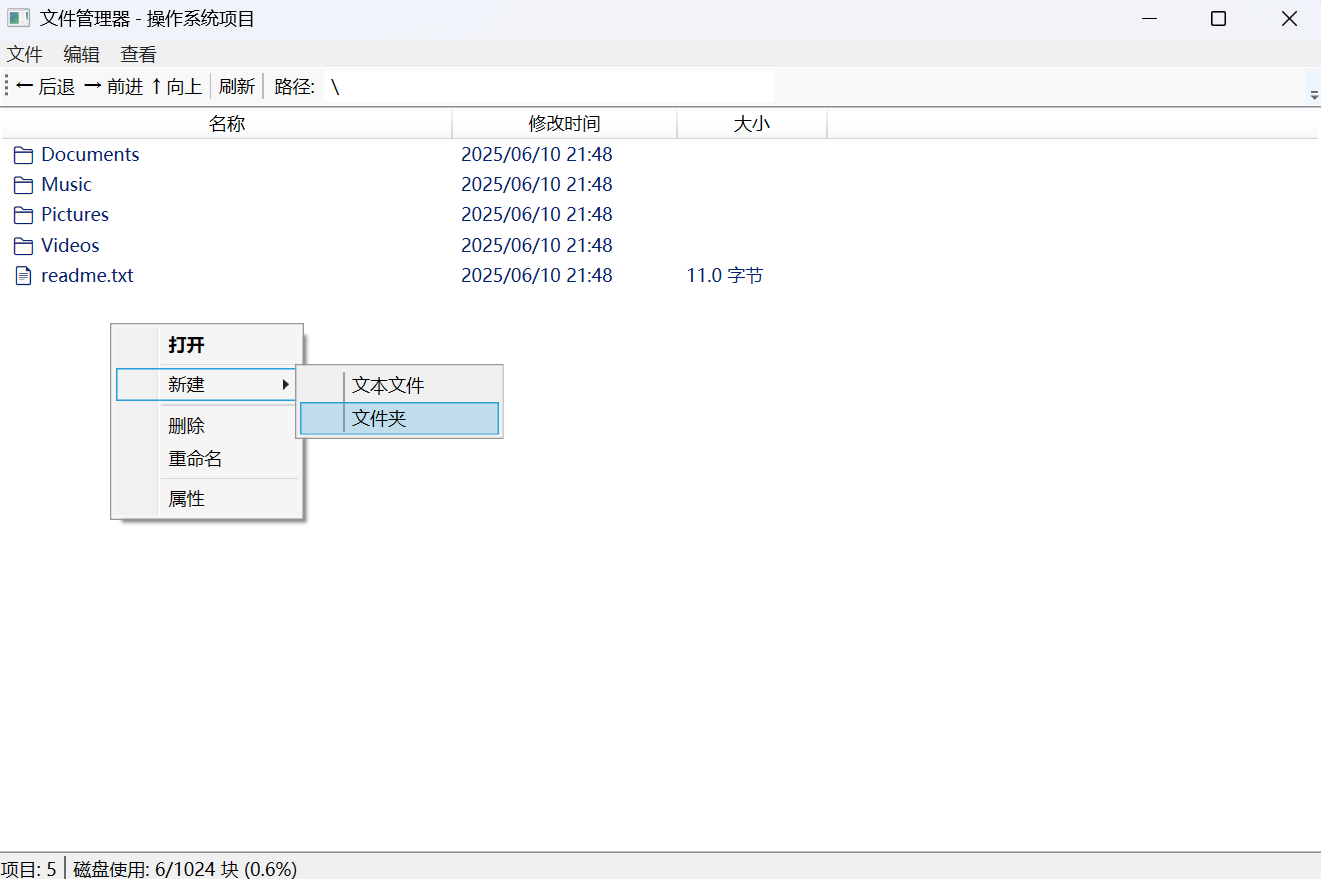 文件管理器 - 操作系统项目
文件 编辑 查看
← 后退 → 前进 ↑ 向上 刷新 路径: \
名称 修改时间 大小
Documents 2025/06/10 21:48
Music 2025/06/10 21:48
Pictures 2025/06/10 21:48
Videos 2025/06/10 21:48
readme.txt 2025/06/10 21:48 11.0 字节
打开
新建
文本文件
文件夹
删除
重命名
属性
项目: 5 磁盘使用: 6/1024 块 (0.6%)